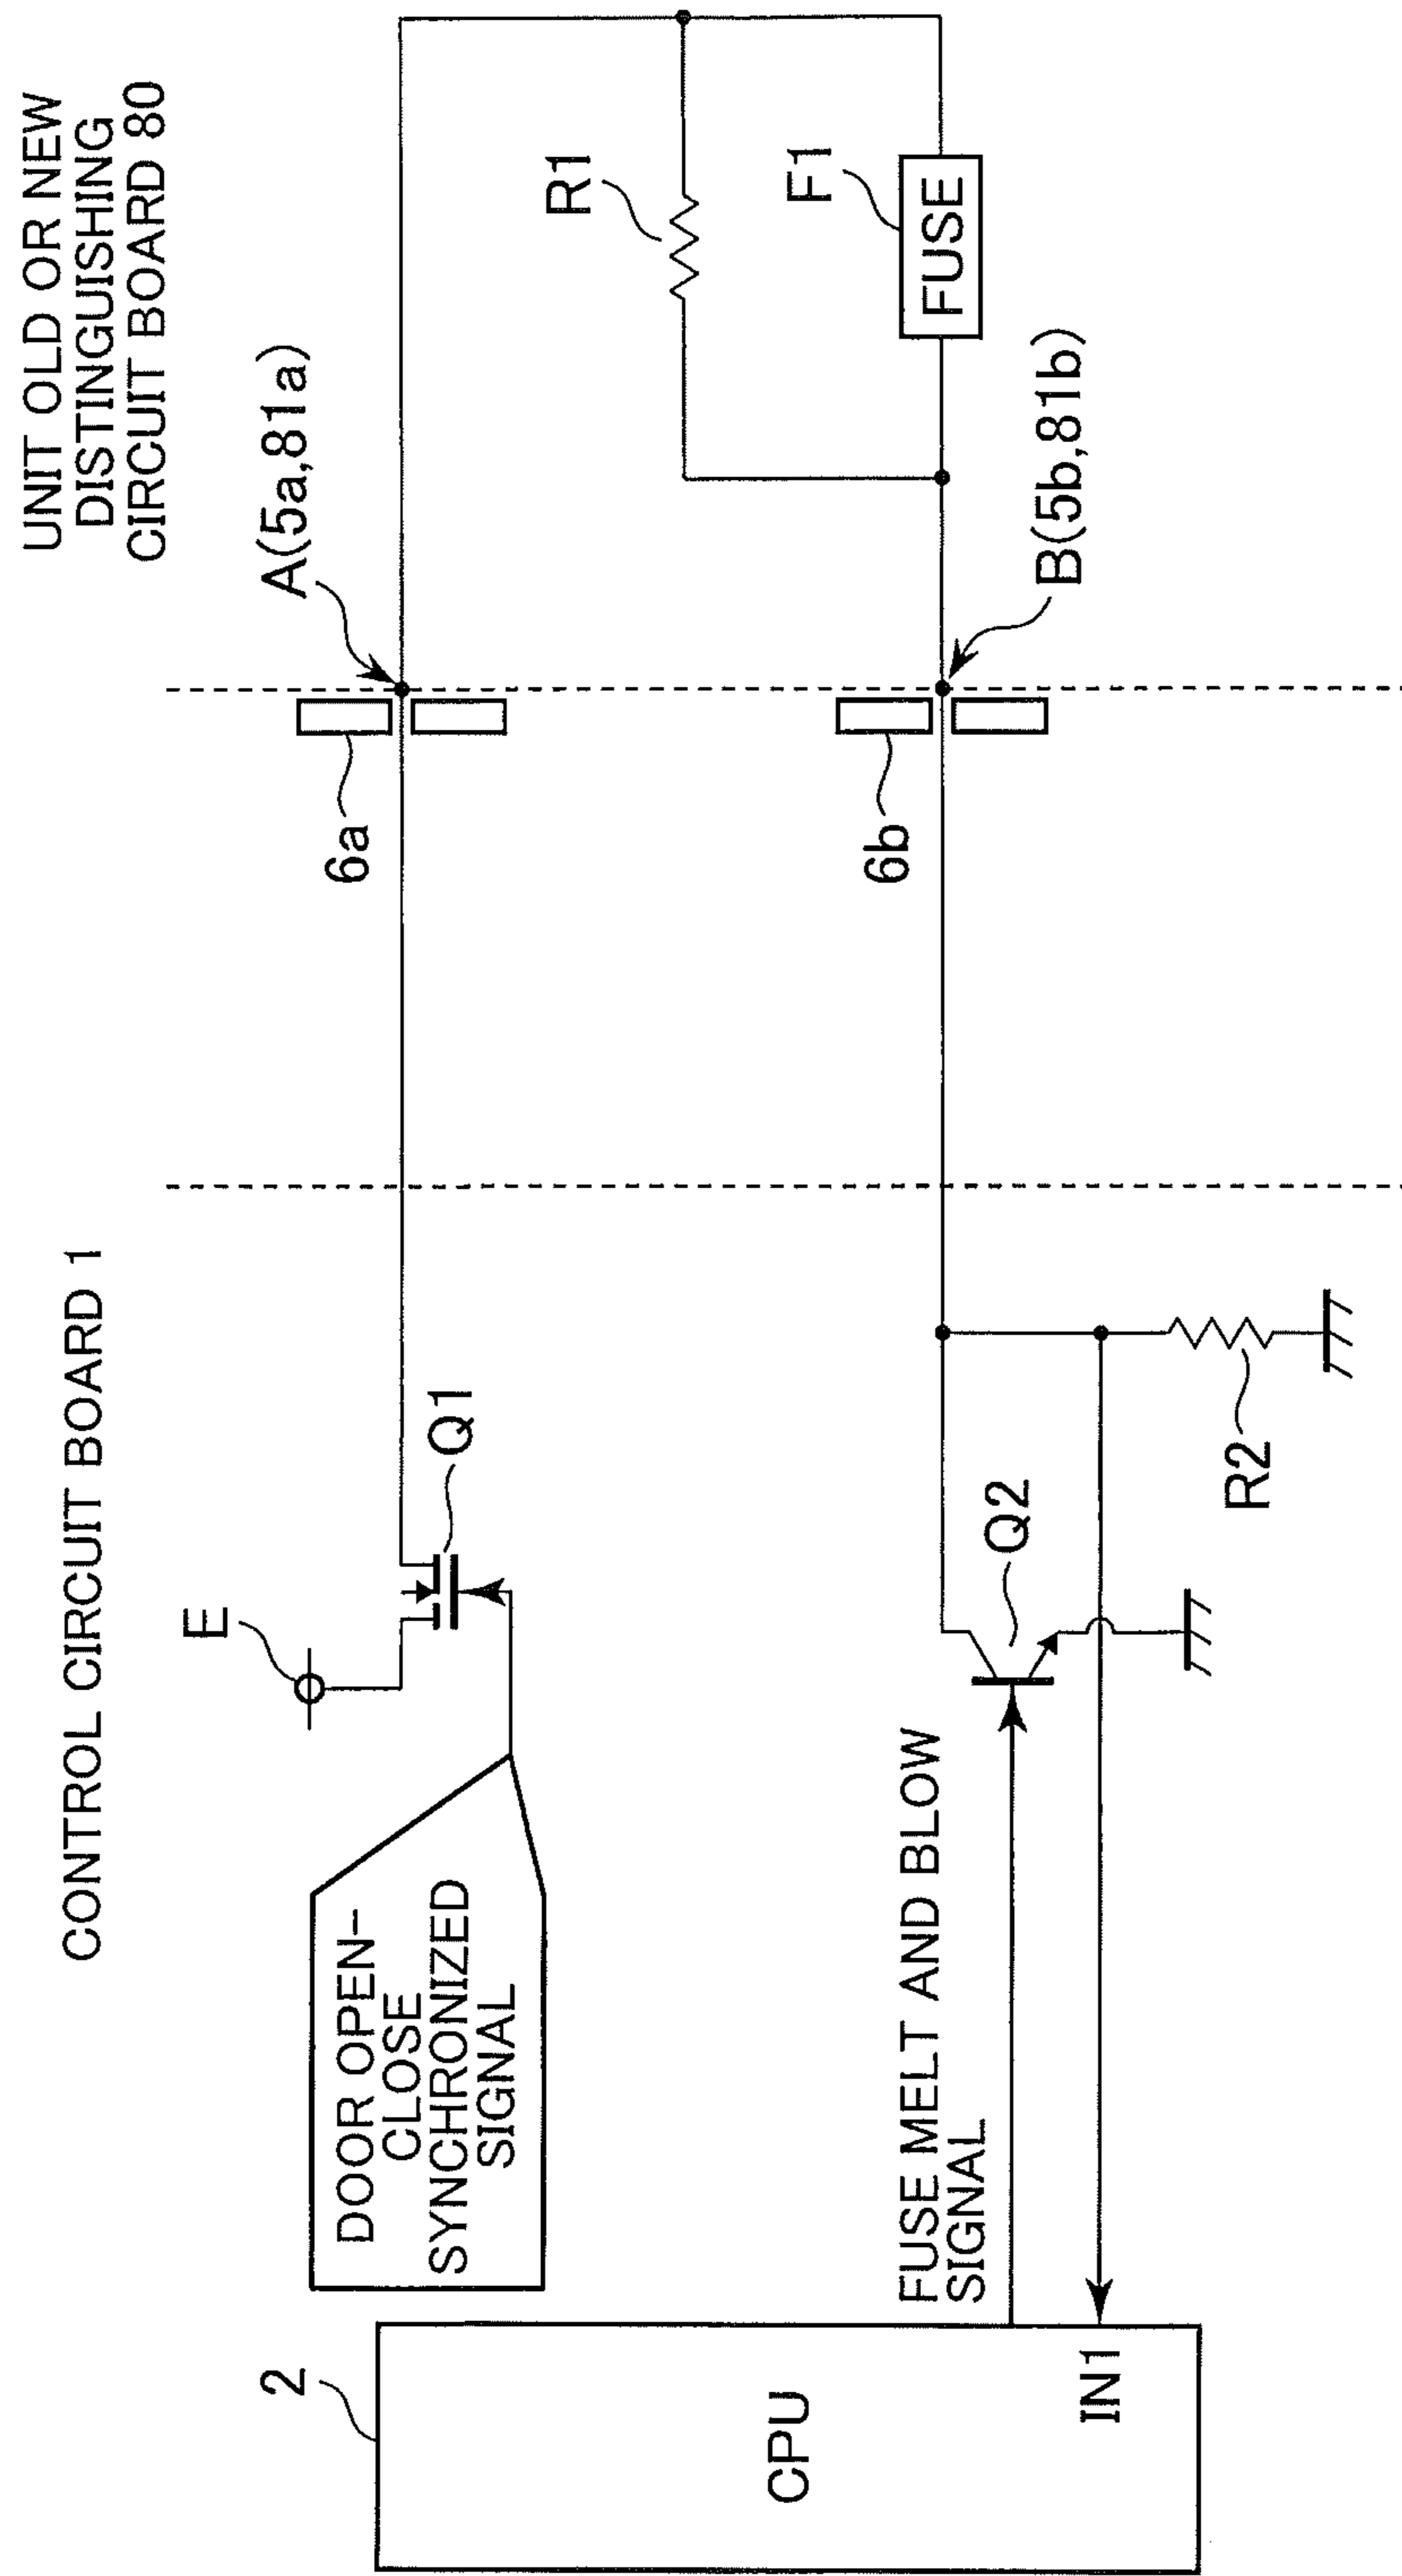 CONTROL CIRCUIT BOARD 1
UNIT OLD OR NEW
DISTINGUISHING
CIRCUIT BOARD 80
E
A(5a,81a)
6a
DOOR OPEN-
CLOSE
SYNCHRONIZED
SIGNAL
Q1
R1
2
CPU
IN1
FUSE MELT AND BLOW
SIGNAL
Q2
R2
6b
B(5b,81b)
F1
FUSE